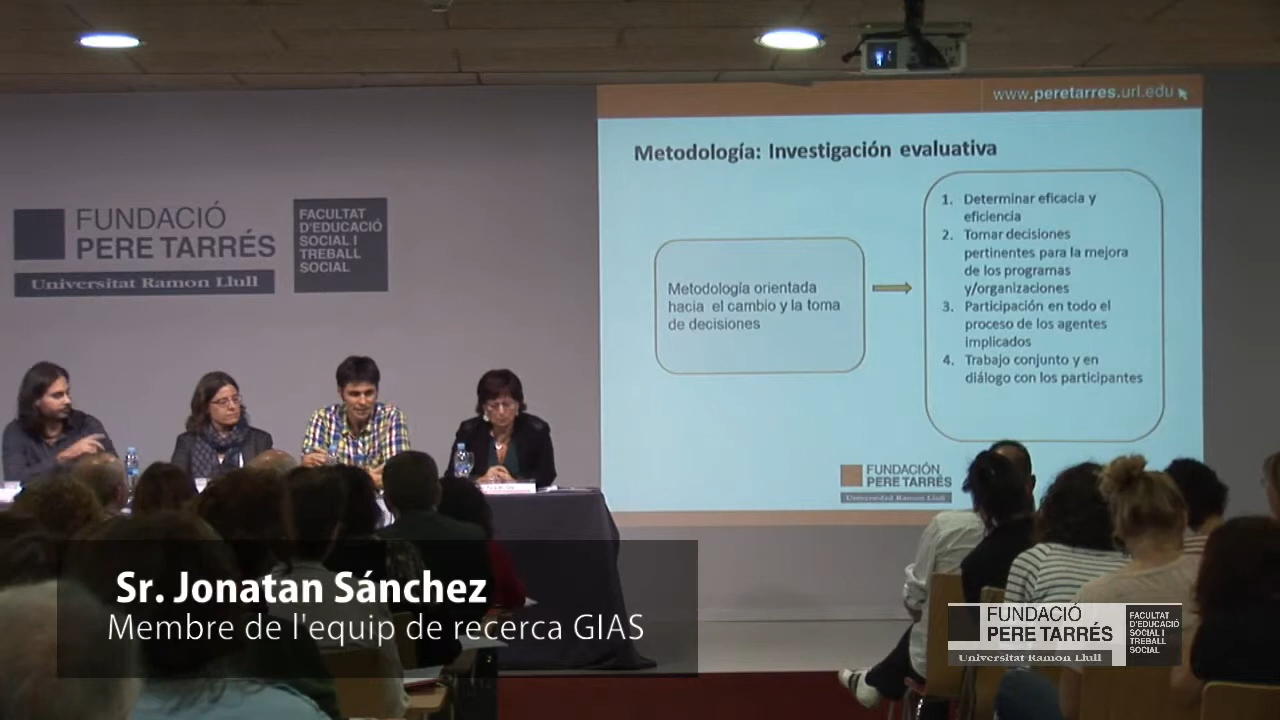 www.peretarres.url.edu
Metodología: Investigación evaluativa
Metodología orientada
hacia el cambio y la toma
de decisiones
1. Determinar eficacia y
eficiencia
2. Tomar decisiones
pertinentes para la mejora
de los programas
y/organizaciones
3. Participación en todo el
proceso de los agentes
implicados
4. Trabajo conjunto y en
diálogo con los participantes
FUNDACIÓN
PERE TARRÉS
Universitat Ramon Llull
FUNDACIÓ
PERE TARRÉS
Universitat Ramon Llull
FACULTAT
D'EDUCACIÓ
SOCIAL I
TREBALL
SOCIAL
Sr. Jonatan Sánchez
Membre de l'equip de recerca GIAS
FUNDACIÓ
PERE TARRÉS
Universitat Ramon Llull
FACULTAT
D'EDUCACIÓ
SOCIAL I
TREBALL
SOCIAL